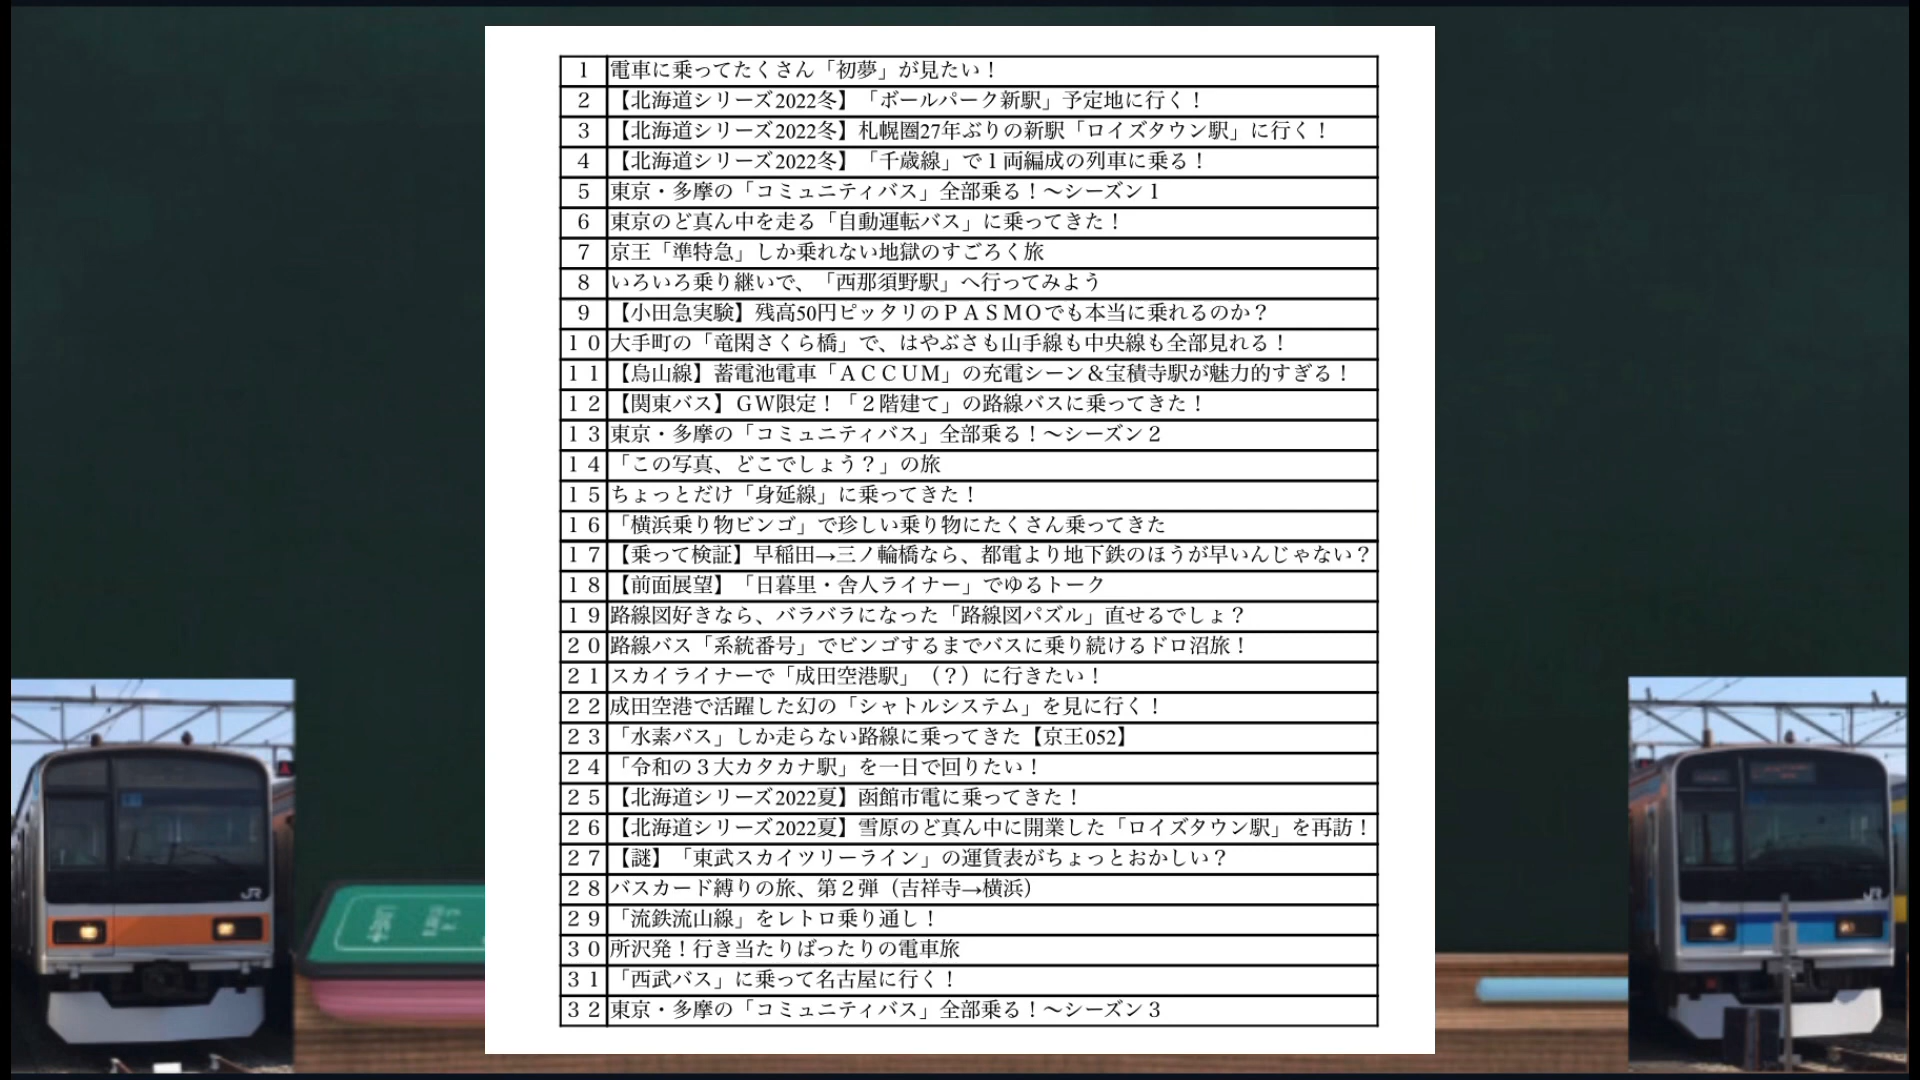 1 電車に乗ってたくさん「初夢」が見たい！
2 【北海道シリーズ2022冬】「ボールパーク新駅」予定地に行く！
3 【北海道シリーズ2022冬】札幌圏27年ぶりの新駅「ロイズタウン駅」に行く！
4 【北海道シリーズ2022冬】「千歳線」で１両編成の列車に乗る！
5 東京・多摩の「コミュニティバス」全部乗る！～シーズン１
6 東京のど真ん中を走る「自動運転バス」に乗ってきた！
7 京王「準特急」しか乗れない地獄のすごろく旅
8 いろいろ乗り継いで、「西那須野駅」へ行ってみよう
9 【小田急実験】残高50円ピッタリのＰＡＳＭＯでも本当に乗れるのか？
１０ 大手町の「竜閑さくら橋」で、はやぶさも山手線も中央線も全部見れる！
１１ 【烏山線】蓄電池電車「ＡＣＣＵＭ」の充電シーン＆宝積寺駅が魅力的すぎる！
１２ 【関東バス】ＧＷ限定！「２階建て」の路線バスに乗ってきた！
１３ 東京・多摩の「コミュニティバス」全部乗る！～シーズン２
１４ 「この写真、どこでしょう？」の旅
１５ ちょっとだけ「身延線」に乗ってきた！
１６ 「横浜乗り物ビンゴ」で珍しい乗り物にたくさん乗ってきた
１７ 【乗って検証】早稲田→三ノ輪橋なら、都電より地下鉄のほうが早いんじゃない？
１８ 【前面展望】「日暮里・舎人ライナー」でゆるトーク
１９ 路線図好きなら、バラバラになった「路線図パズル」直せるでしょ？
２０ 路線バス「系統番号」でビンゴするまでバスに乗り続けるドロ沼旅！
２１ スカイライナーで「成田空港駅」（？）に行きたい！
２２ 成田空港で活躍した幻の「シャトルシステム」を見に行く！
２３ 「水素バス」しか走らない路線に乗ってきた【京王052】
２４ 「令和の３大カタカナ駅」を一日で回りたい！
２５ 【北海道シリーズ2022夏】函館市電に乗ってきた！
２６ 【北海道シリーズ2022夏】雪原のど真ん中に開業した「ロイズタウン駅」を再訪！
２７ 【謎】「東武スカイツリーライン」の運賃表がちょっとおかしい？
２８ バスカード縛りの旅、第２弾（吉祥寺→横浜）
２９ 「流鉄流山線」をレトロ乗り通し！
３０ 所沢発！行き当たりばったりの電車旅
３１ 「西武バス」に乗って名古屋に行く！
３２ 東京・多摩の「コミュニティバス」全部乗る！～シーズン３
JR
JR